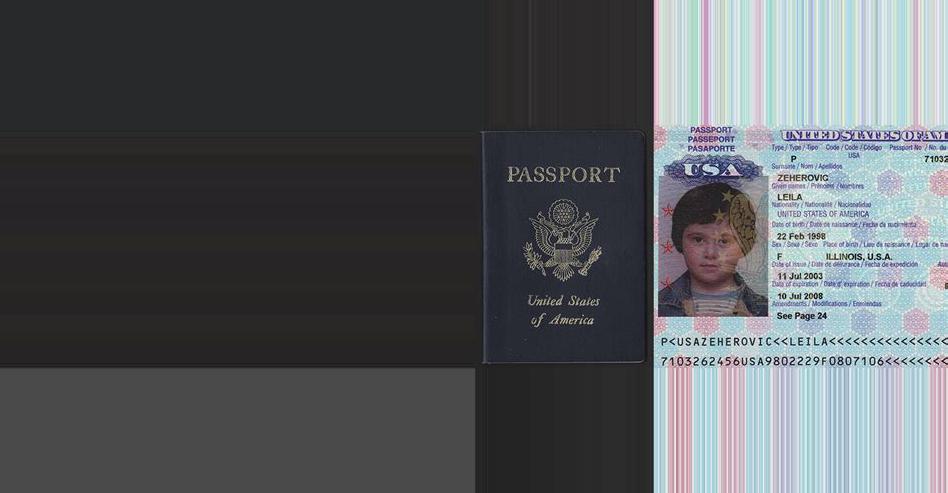 PASSPORT
United States
of America
PASSPORT
PASSEPORT
PASAPORTE
USA
UNITED STATES OF AM
Type / Type / Tipo Code / Code / Código Passport No / No. du
P USA 71032
Surname / Nom / Apellidos
ZEHEROVIC
Given names / Prénoms / Nombres
LEILA
Nationality / Nationalité / Nacionalidad
UNITED STATES OF AMERICA
Date of birth / Date de naissance / Fecha de nacimiento
22 Feb 1998
Sex / Sexe / Sexo Place of birth / Lieu de naissance / Lugar de na
F ILLINOIS, U.S.A.
Date of issue / Date de délivrance / Fecha de expedición Aut
11 Jul 2003
Date of expiration / Date d'expiration / Fecha de caducidad
10 Jul 2008
Amendments / Modifications / Enmiendas
See Page 24
P<USAZEHEROVIC<<LEILA<<<<<<<<<<<<<<<<<
7103262456USA9802229F0807106<<<<<<<<